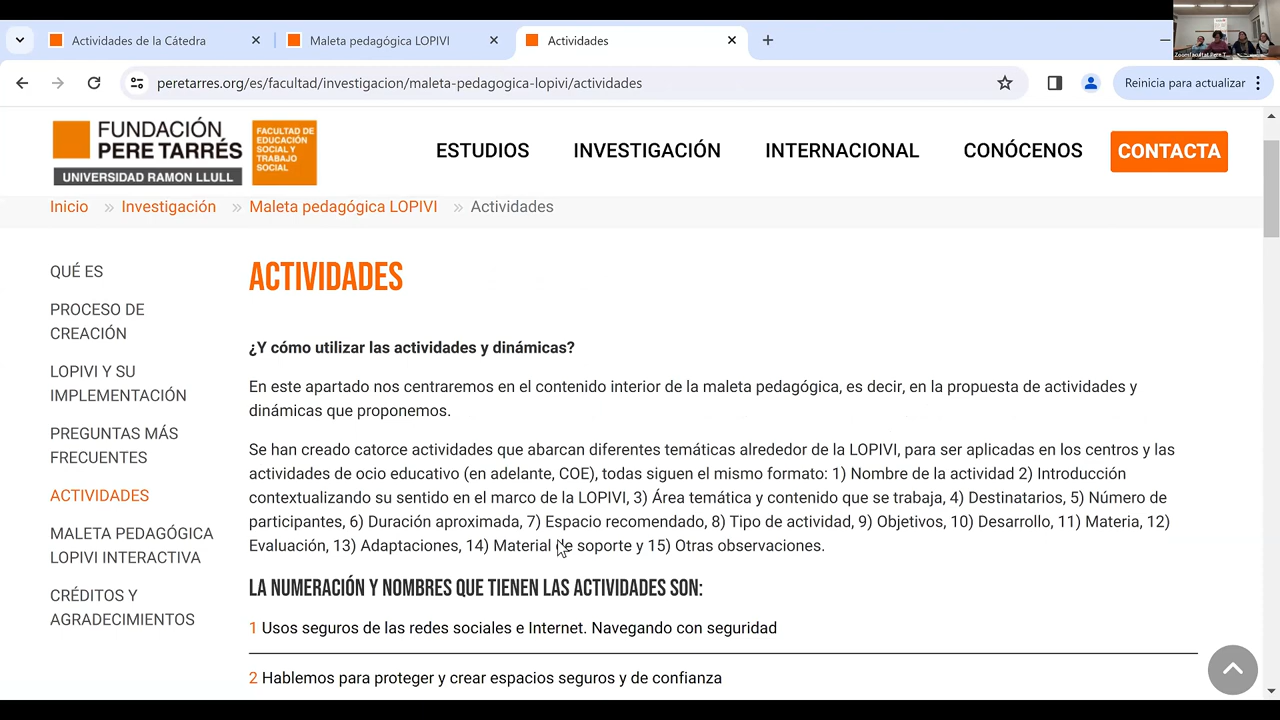 Actividades de la Cátedra
Maleta pedagógica LOPIVI
Actividades
peretarres.org/es/facultad/investigacion/maleta-pedagogica-lopivi/actividades
Reinicia para actualizar
FUNDACIÓN
PERE TARRÉS
UNIVERSIDAD RAMON LLULL
FACULTAD DE
EDUCACIÓN
SOCIAL Y
TRABAJO
SOCIAL
ESTUDIOS
INVESTIGACIÓN
INTERNACIONAL
CONÓCENOS
CONTACTA
Inicio » Investigación » Maleta pedagógica LOPIVI » Actividades
QUÉ ES
PROCESO DE
CREACIÓN
LOPIVI Y SU
IMPLEMENTACIÓN
PREGUNTAS MÁS
FRECUENTES
ACTIVIDADES
MALETA PEDAGÓGICA
LOPIVI INTERACTIVA
CRÉDITOS Y
AGRADECIMIENTOS
ACTIVIDADES
¿Y cómo utilizar las actividades y dinámicas?
En este apartado nos centraremos en el contenido interior de la maleta pedagógica, es decir, en la propuesta de actividades y
dinámicas que proponemos.
Se han creado catorce actividades que abarcan diferentes temáticas alrededor de la LOPIVI, para ser aplicadas en los centros y las
actividades de ocio educativo (en adelante, COE), todas siguen el mismo formato: 1) Nombre de la actividad 2) Introducción
contextualizando su sentido en el marco de la LOPIVI, 3) Área temática y contenido que se trabaja, 4) Destinatarios, 5) Número de
participantes, 6) Duración aproximada, 7) Espacio recomendado, 8) Tipo de actividad, 9) Objetivos, 10) Desarrollo, 11) Materia, 12)
Evaluación, 13) Adaptaciones, 14) Material de soporte y 15) Otras observaciones.
LA NUMERACIÓN Y NOMBRES QUE TIENEN LAS ACTIVIDADES SON:
1 Usos seguros de las redes sociales e Internet. Navegando con seguridad
2 Hablemos para proteger y crear espacios seguros y de confianza